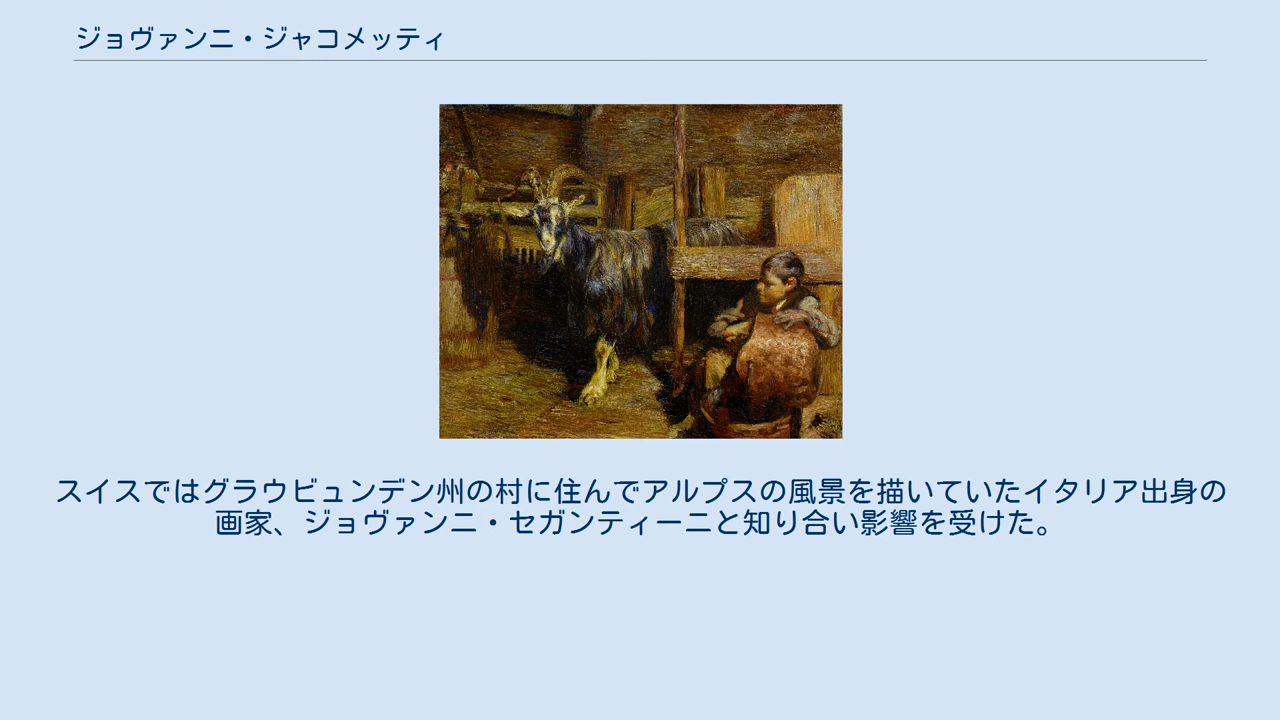 ジョヴァンニ・ジャコメッティ
スイスではグラウビュンデン州の村に住んでアルプスの風景を描いていたイタリア出身の
画家、ジョヴァンニ・セガンティーニと知り合い影響を受けた。